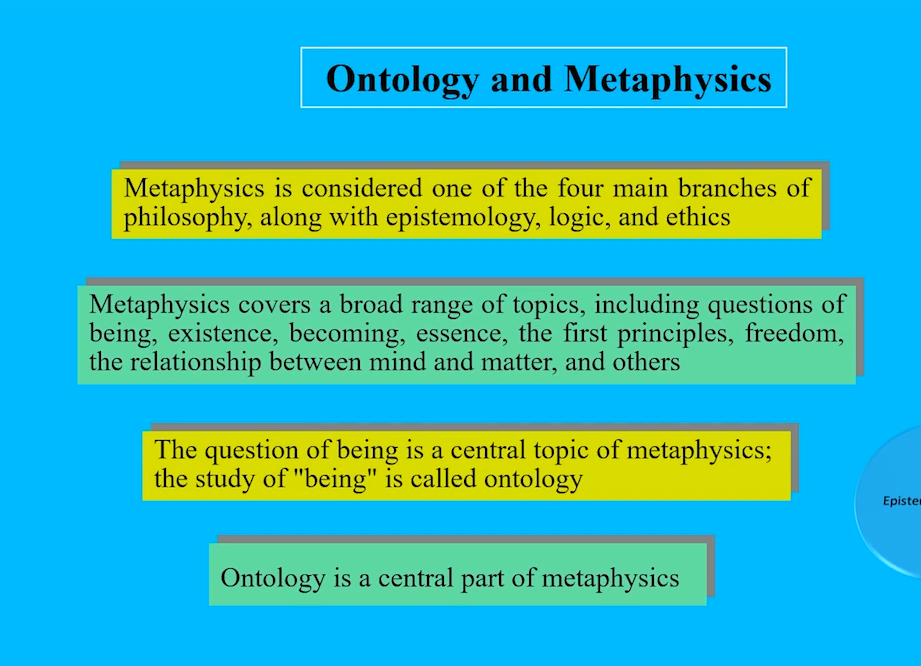 Ontology and Metaphysics
Metaphysics is considered one of the four main branches of
philosophy, along with epistemology, logic, and ethics
Metaphysics covers a broad range of topics, including questions of
being, existence, becoming, essence, the first principles, freedom,
the relationship between mind and matter, and others
The question of being is a central topic of metaphysics;
the study of "being" is called ontology
Ontology is a central part of metaphysics